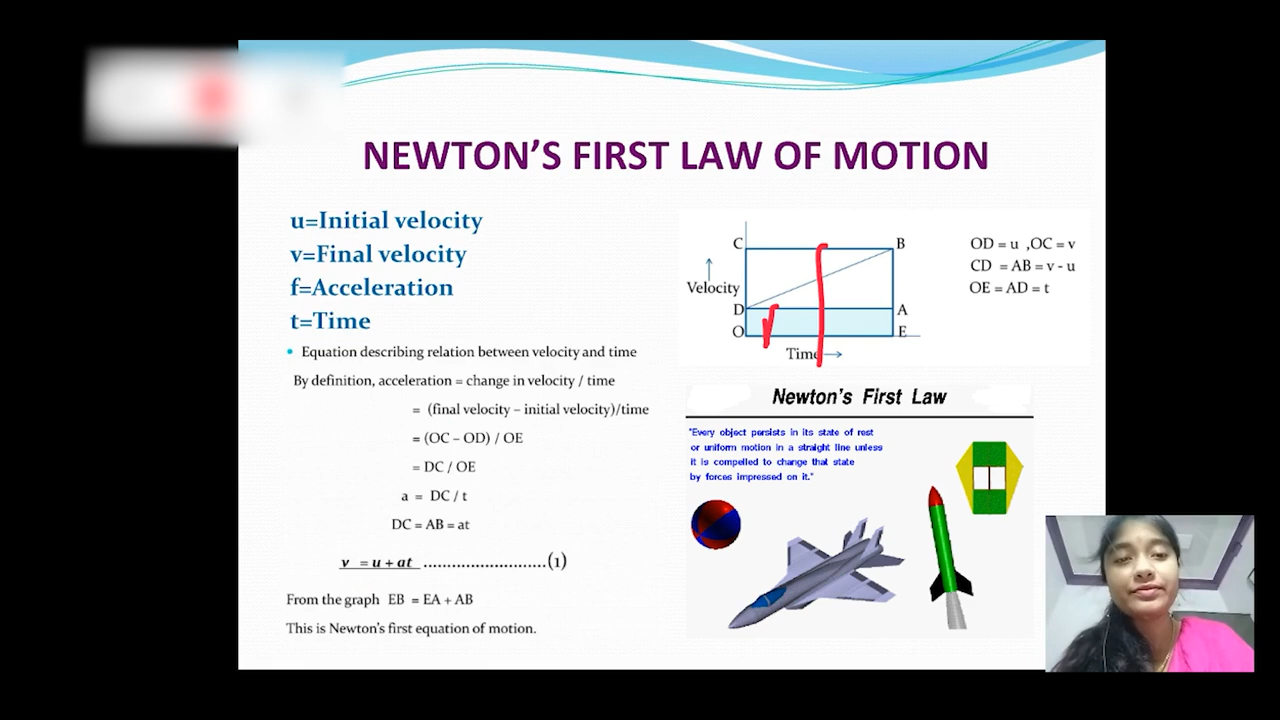 NEWTON'S FIRST LAW OF MOTION
u=Initial velocity
v=Final velocity
f=Acceleration
t=Time
• Equation describing relation between velocity and time
By definition, acceleration = change in velocity / time
= (final velocity – initial velocity)/time
= (OC – OD) / OE
= DC / OE
a = DC / t
DC = AB = at
v = u + at ..........................(1)
From the graph EB = EA + AB
This is Newton's first equation of motion.
C
B
Velocity
D
A
O
E
Time
OD = u ,OC = v
CD = AB = v - u
OE = AD = t
Newton's First Law
"Every object persists in its state of rest
or uniform motion in a straight line unless
it is compelled to change that state
by forces impressed on it."